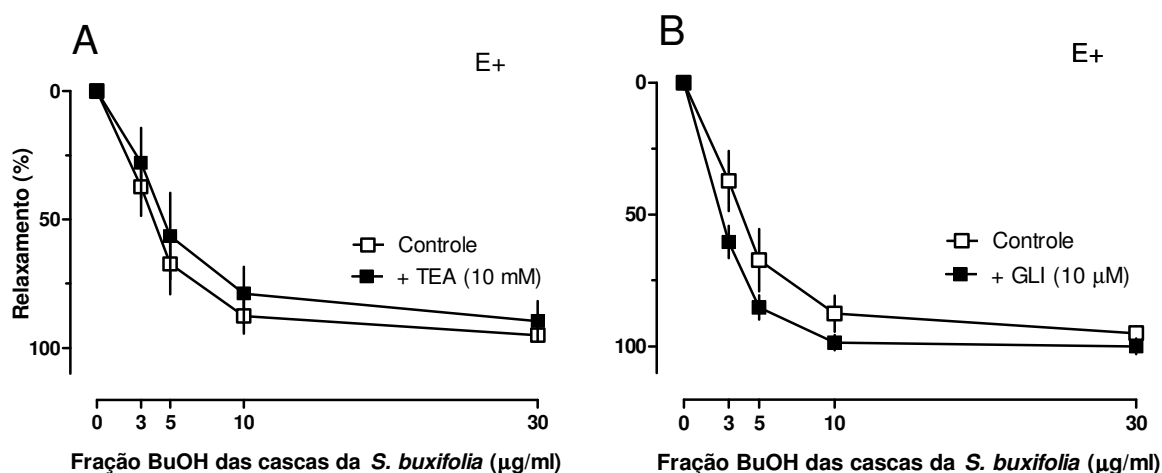 A
E+
0
50
100
Relaxamento (%)
Controle
+ TEA (10 mM)
0 3 5 10 30
Fração BuOH das cascas da S. buxifolia (μg/ml)
B
E+
0
50
100
Controle
+ GLI (10 μM)
0 3 5 10 30
Fração BuOH das cascas da S. buxifolia (μg/ml)